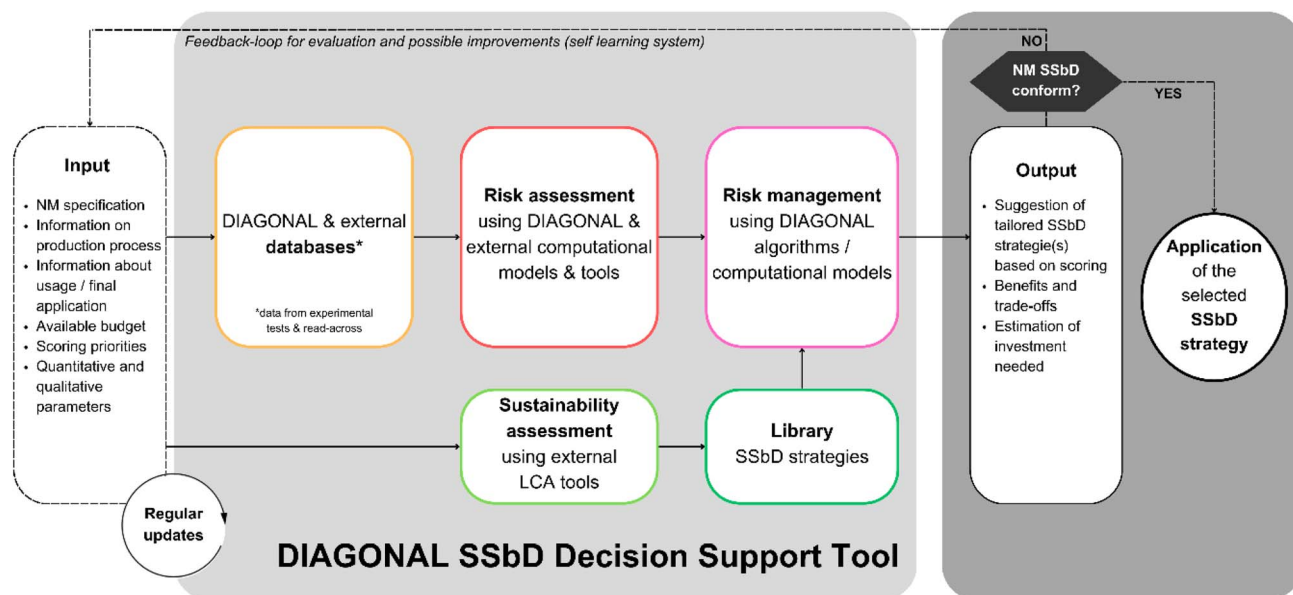 Feedback-loop for evaluation and possible improvements (self learning system)
NO
NM SSbD
conform?
YES
Input
• NM specification
• Information on
production process
• Information about
usage / final
application
• Available budget
• Scoring priorities
• Quantitative and
qualitative
parameters
Regular
updates
DIAGONAL & external
databases*
*data from experimental
tests & read-across
Risk assessment
using DIAGONAL &
external computational
models & tools
Risk management
using DIAGONAL
algorithms /
computational models
Sustainability
assessment
using external
LCA tools
Library
SSbD strategies
Output
• Suggestion of
tailored SSbD
strategie(s)
based on scoring
• Benefits and
trade-offs
• Estimation of
investment
needed
Application
of the
selected
SSbD
strategy
DIAGONAL SSbD Decision Support Tool